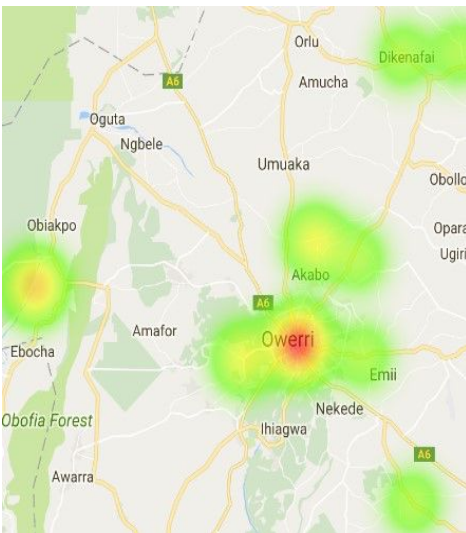 Orlu
Dikenafai
A6
Amucha
Oguta
Ngbele
Umuaka
Obollo
Obiakpo
Opara
Ugiri
Akabo
A6
Amafor
Owerri
Ebocha
Emii
Nekede
Obofia Forest
Ihiagwa
A6
Awarra